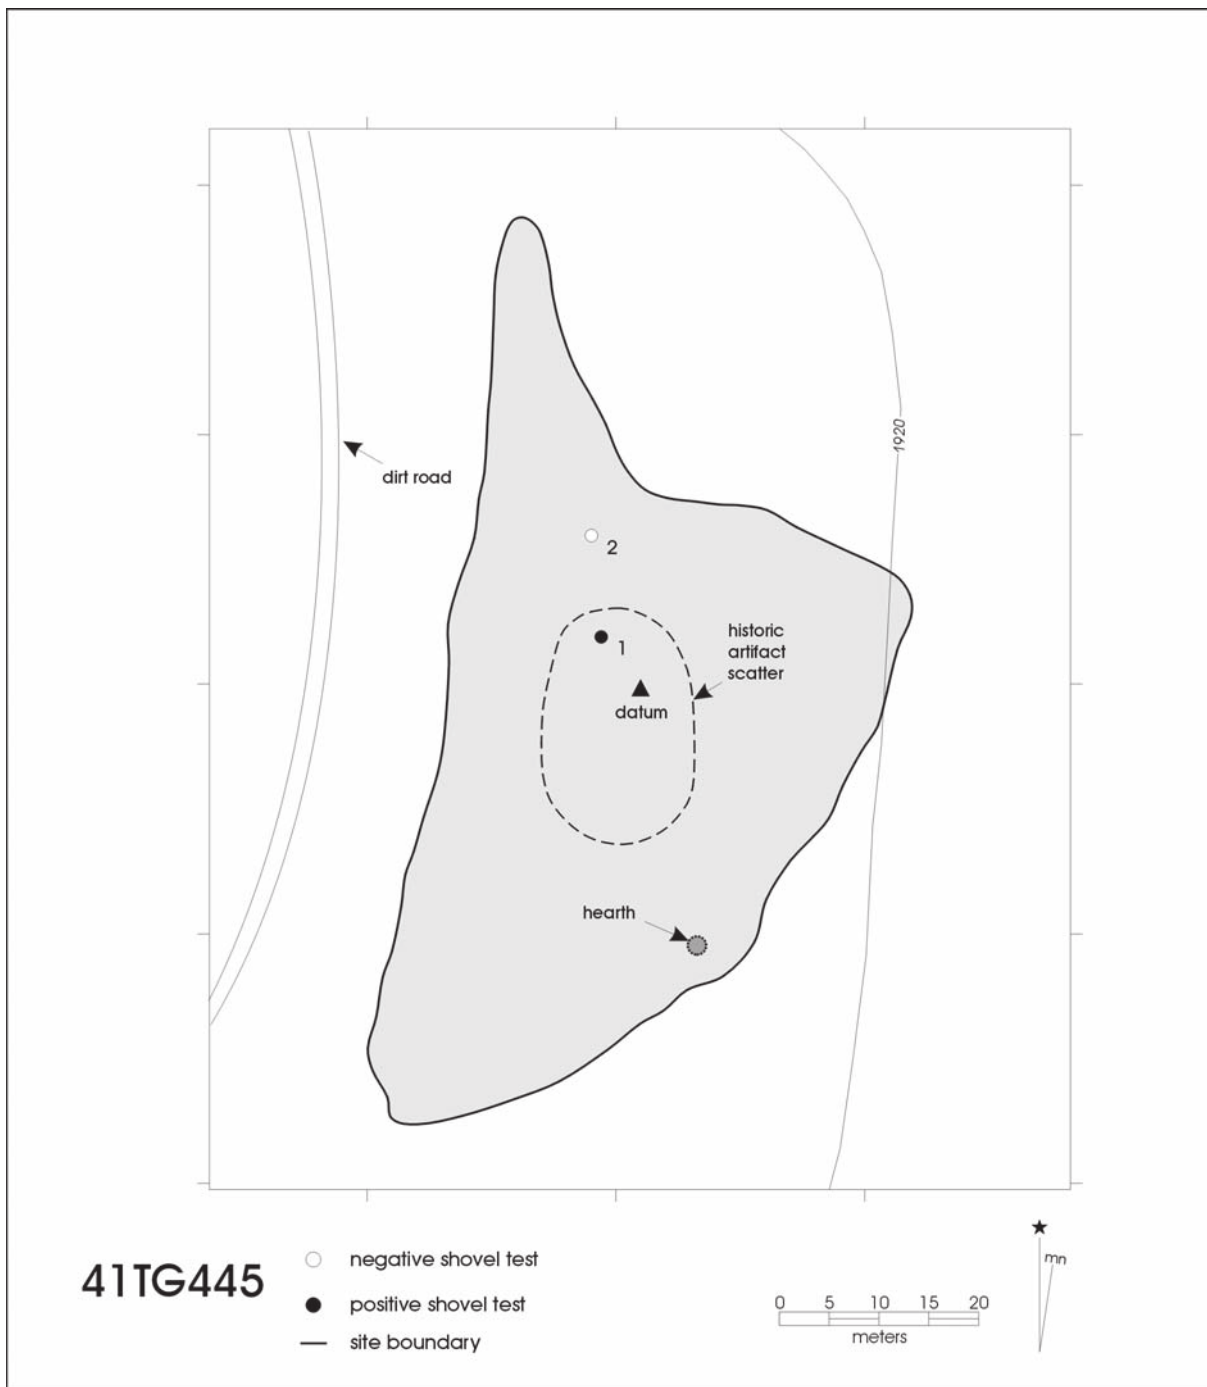 1920
dirt road
2
historic
artifact
scatter
1
datum
hearth
41TG445
negative shovel test
positive shovel test
site boundary
0 5 10 15 20
meters
mn